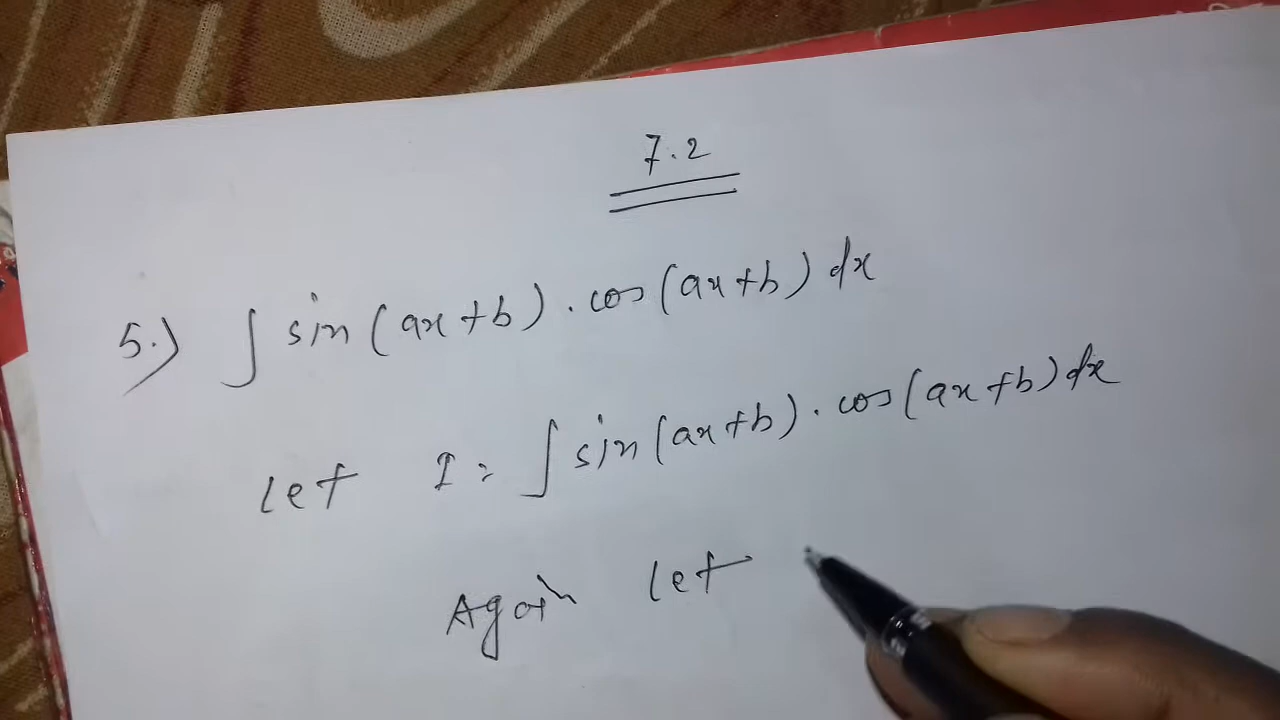 7.2
5.) ∫ sin (ax+b) . cos (ax+b) dx
Let I = ∫ sin (ax+b) . cos (ax+b) dx
Again let